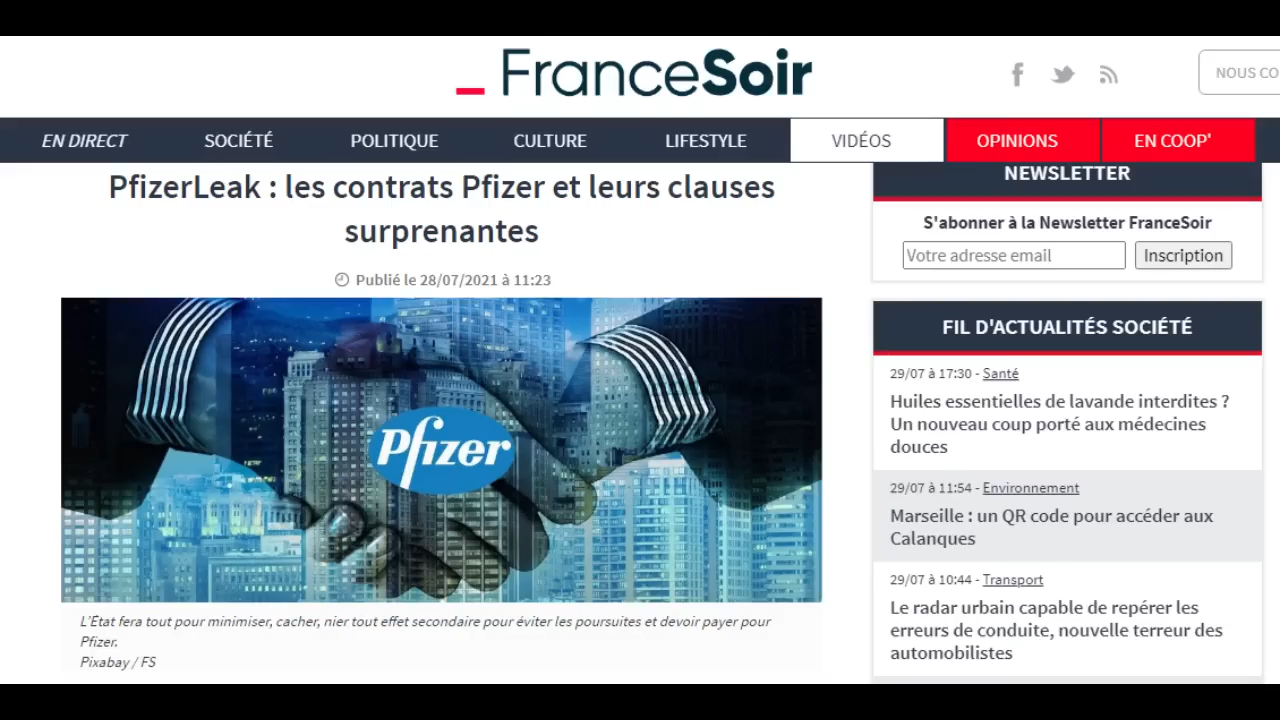 FranceSoir
NOUS CO
EN DIRECT
SOCIÉTÉ
POLITIQUE
CULTURE
LIFESTYLE
VIDÉOS
OPINIONS
EN COOP'
PfizerLeak : les contrats Pfizer et leurs clauses
surprenantes
Publié le 28/07/2021 à 11:23
Pfizer
L'État fera tout pour minimiser, cacher, nier tout effet secondaire pour éviter les poursuites et devoir payer pour
Pfizer.
Pixabay / FS
NEWSLETTER
S'abonner à la Newsletter FranceSoir
Votre adresse email
Inscription
FIL D'ACTUALITÉS SOCIÉTÉ
29/07 à 17:30 - Santé
Huiles essentielles de lavande interdites ?
Un nouveau coup porté aux médecines
douces
29/07 à 11:54 - Environnement
Marseille : un QR code pour accéder aux
Calanques
29/07 à 10:44 - Transport
Le radar urbain capable de repérer les
erreurs de conduite, nouvelle terreur des
automobilistes